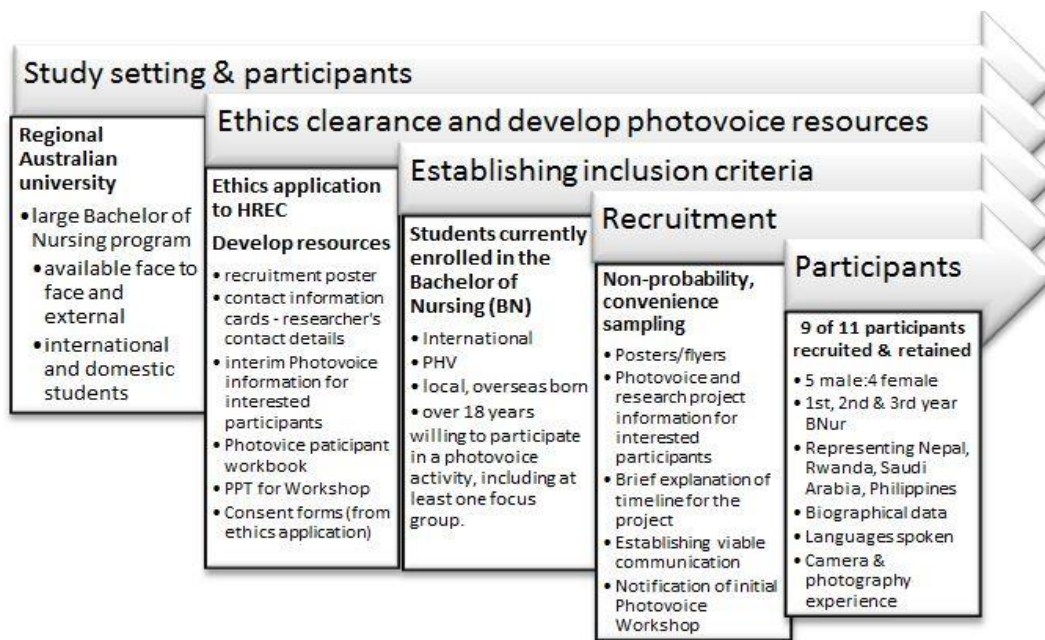 Study setting & participants
Regional
Australian
university
•large Bachelor of
Nursing program
•available face to
face and
external
•international
and domestic
students
Ethics clearance and develop photovoice resources
Ethics application
to HREC
Develop resources
•recruitment poster
•contact information
cards - researcher's
contact details
•interim Photovoice
information for
interested
participants
•Photovice paticipant
workbook
•PPT for Workshop
•Consent forms (from
ethics application)
Establishing inclusion criteria
Students currently
enrolled in the
Bachelor of
Nursing (BN)
•International
•PHV
•local, overseas born
•over 18 years
willing to participate
in a photovoice
activity, including at
least one focus
group.
Recruitment
Non-probability,
convenience
sampling
•Posters/flyers
•Photovoice and
research project
information for
interested
participants
•Brief explanation of
timeline for the
project
•Establishing viable
communication
•Notification of initial
Photovoice
Workshop
Participants
9 of 11 participants
recruited & retained
•5 male:4 female
•1st, 2nd & 3rd year
BNur
•Representing Nepal,
Rwanda, Saudi
Arabia, Philippines
•Biographical data
•Languages spoken
•Camera &
photography
experience